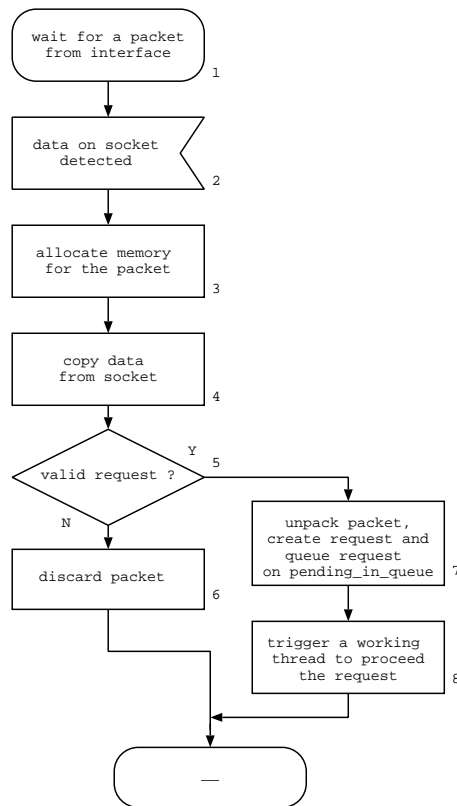 wait for a packet
from interface
1
data on socket
detected
2
allocate memory
for the packet
3
copy data
from socket
4
Y
5
valid request ?
N
unpack packet,
create request and
queue request
on pending_in_queue
7
discard packet
6
trigger a working
thread to proceed
the request
8
—